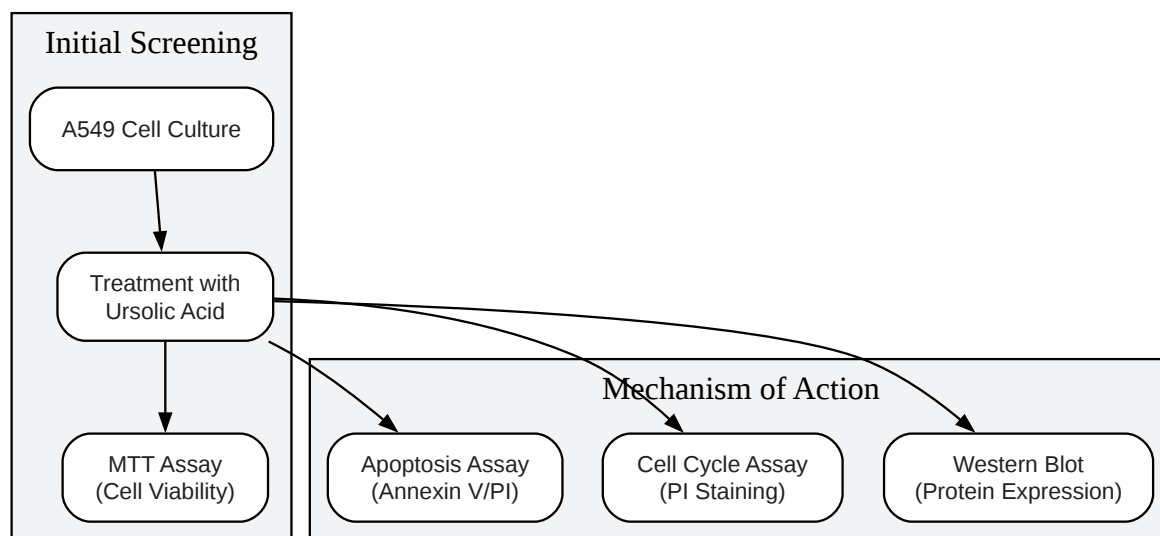 Initial Screening
A549 Cell Culture
Treatment with
Ursolic Acid
MTT Assay
(Cell Viability)
Mechanism of Action
Apoptosis Assay
(Annexin V/PI)
Cell Cycle Assay
(PI Staining)
Western Blot
(Protein Expression)